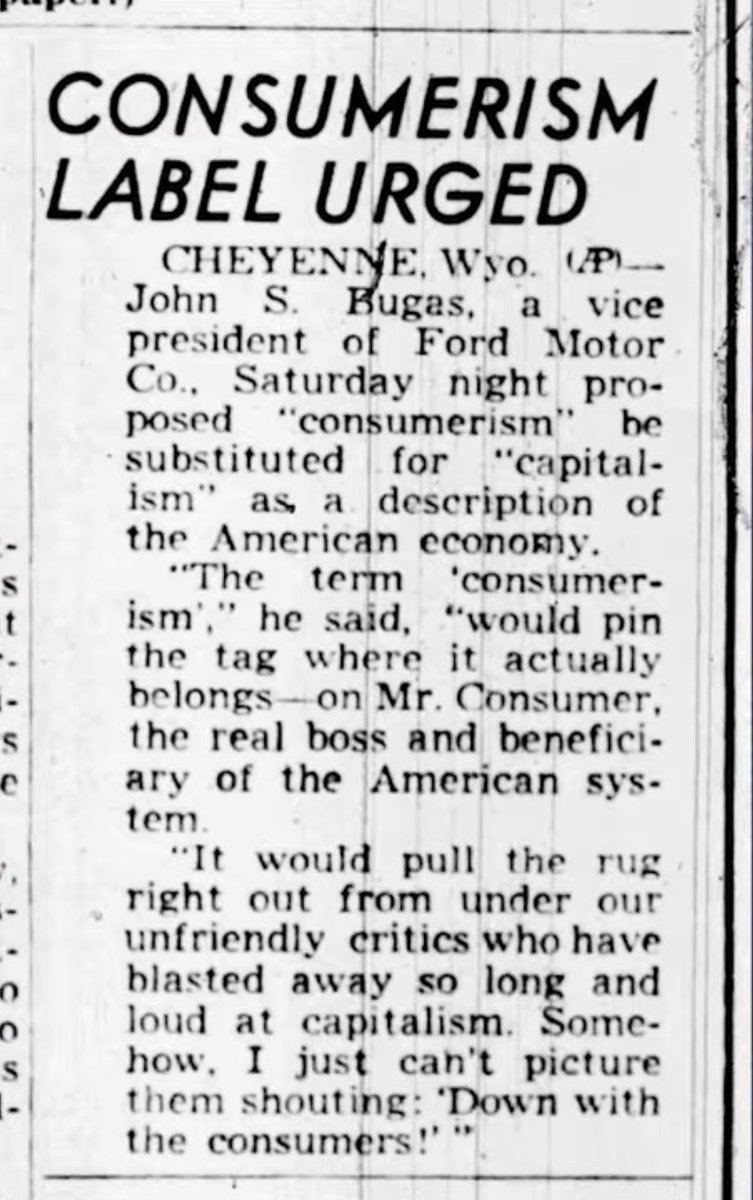 CONSUMERISM
LABEL URGED
CHEYENNE, Wyo. (AP)—
John S. Bugas, a vice
president of Ford Motor
Co., Saturday night pro-
posed "consumerism" be
substituted for "capital-
ism" as a description of
the American economy.
"The term 'consumer-
ism'," he said, "would pin
the tag where it actually
belongs—on Mr. Consumer,
the real boss and benefici-
ary of the American sys-
tem.
"It would pull the rug
right out from under our
unfriendly critics who have
blasted away so long and
loud at capitalism. Some-
how, I just can't picture
them shouting: 'Down with
the consumers!' "